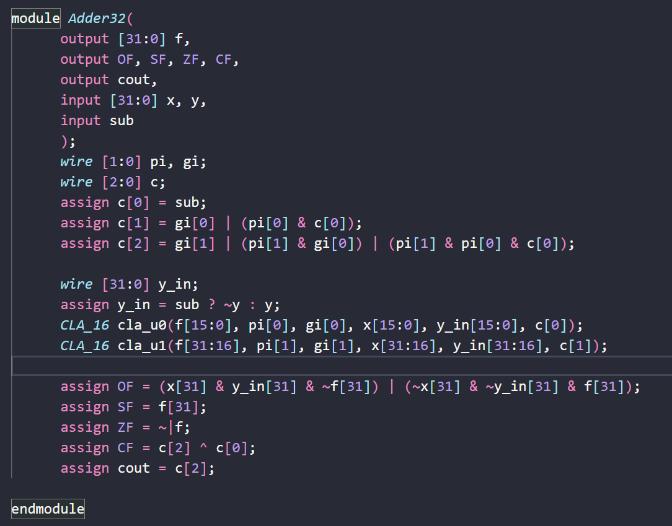 module Adder32(
output [31:0] f,
output OF, SF, ZF, CF,
output cout,
input [31:0] x, y,
input sub
);
wire [1:0] pi, gi;
wire [2:0] c;
assign c[0] = sub;
assign c[1] = gi[0] | (pi[0] & c[0]);
assign c[2] = gi[1] | (pi[1] & gi[0]) | (pi[1] & pi[0] & c[0]);
wire [31:0] y_in;
assign y_in = sub ? ~y : y;
CLA_16 cla_u0(f[15:0], pi[0], gi[0], x[15:0], y_in[15:0], c[0]);
CLA_16 cla_u1(f[31:16], pi[1], gi[1], x[31:16], y_in[31:16], c[1]);
assign OF = (x[31] & y_in[31] & ~f[31]) | (~x[31] & ~y_in[31] & f[31]);
assign SF = f[31];
assign ZF = ~|f;
assign CF = c[2] ^ c[0];
assign cout = c[2];
endmodule